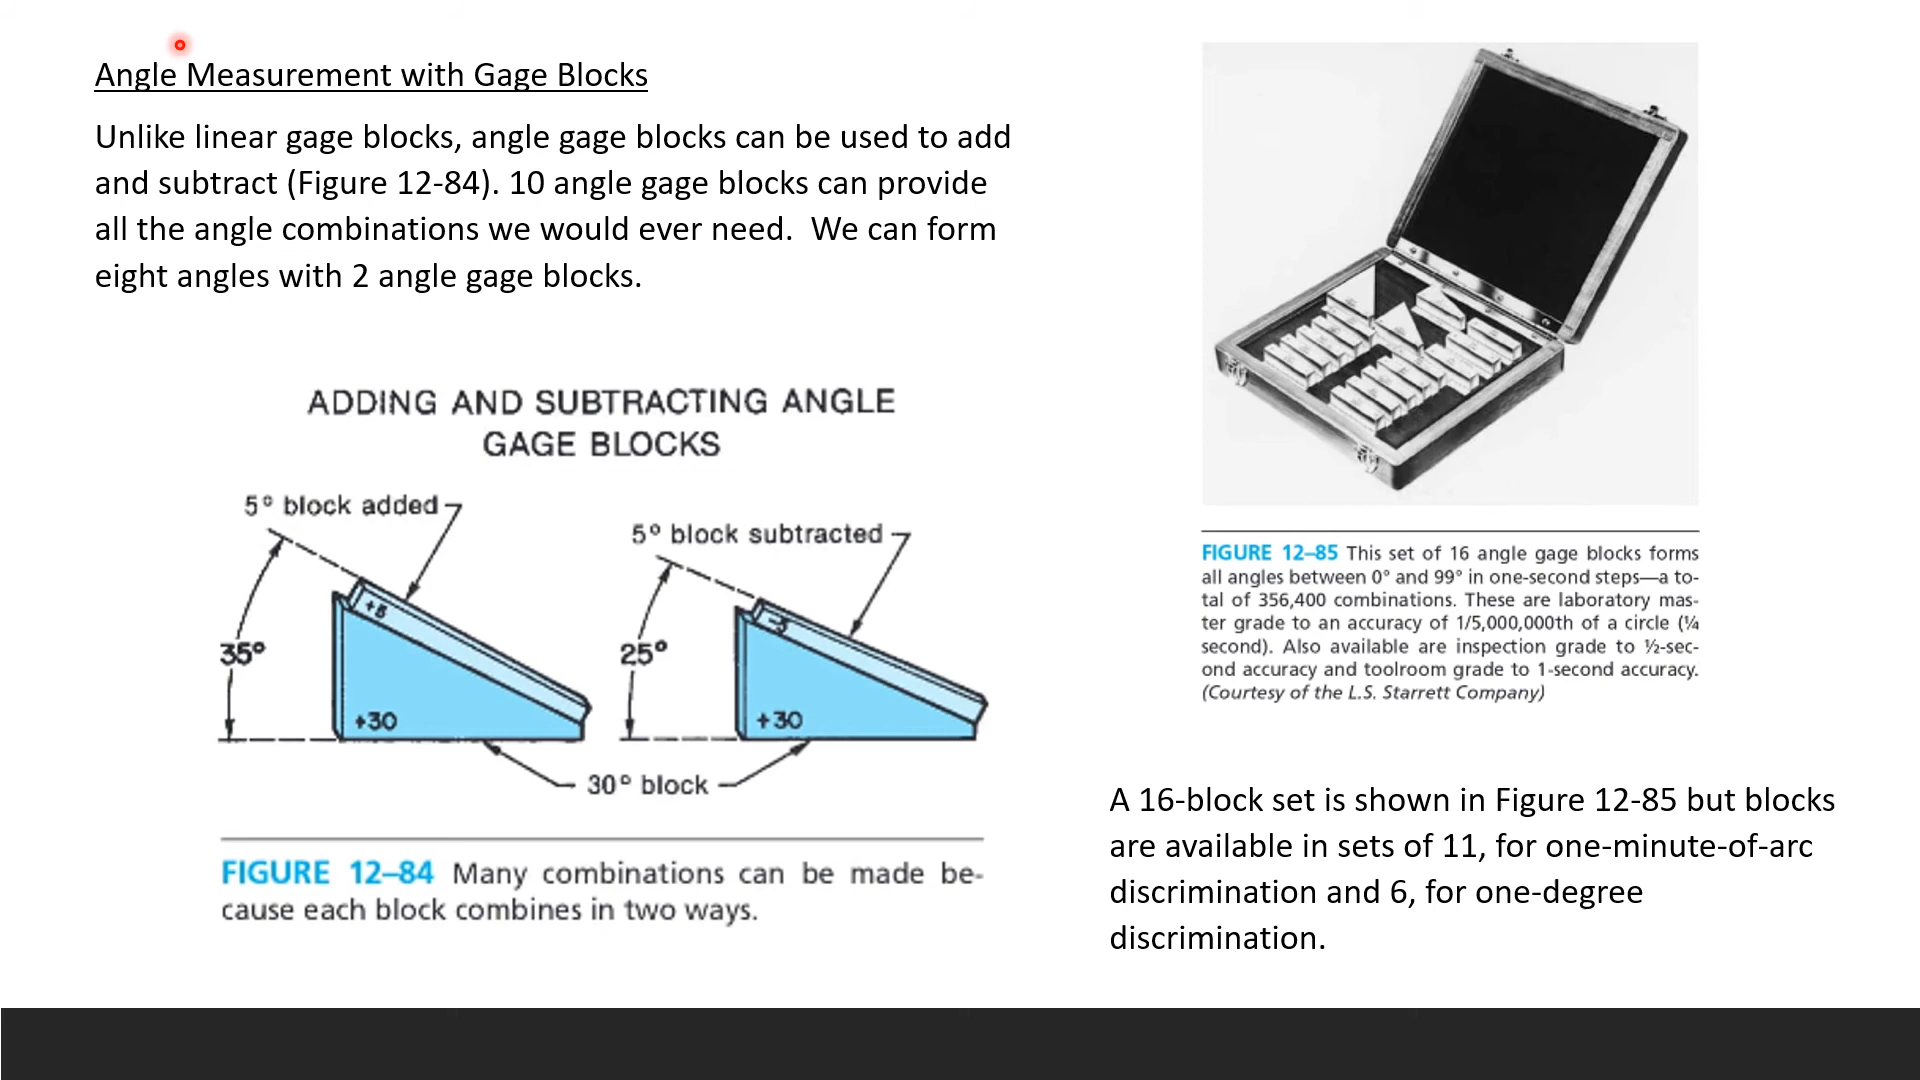 Angle Measurement with Gage Blocks
Unlike linear gage blocks, angle gage blocks can be used to add
and subtract (Figure 12-84). 10 angle gage blocks can provide
all the angle combinations we would ever need.  We can form
eight angles with 2 angle gage blocks.
ADDING AND SUBTRACTING ANGLE
GAGE BLOCKS
5° block added
+5
35°
+30
5° block subtracted
25°
+30
30° block
FIGURE 12–84 Many combinations can be made be-
cause each block combines in two ways.
FIGURE 12–85 This set of 16 angle gage blocks forms
all angles between 0° and 99° in one-second steps—a to-
tal of 356,400 combinations. These are laboratory mas-
ter grade to an accuracy of 1/5,000,000th of a circle (¼
second). Also available are inspection grade to ½-sec-
ond accuracy and toolroom grade to 1-second accuracy.
(Courtesy of the L.S. Starrett Company)
A 16-block set is shown in Figure 12-85 but blocks
are available in sets of 11, for one-minute-of-arc
discrimination and 6, for one-degree
discrimination.